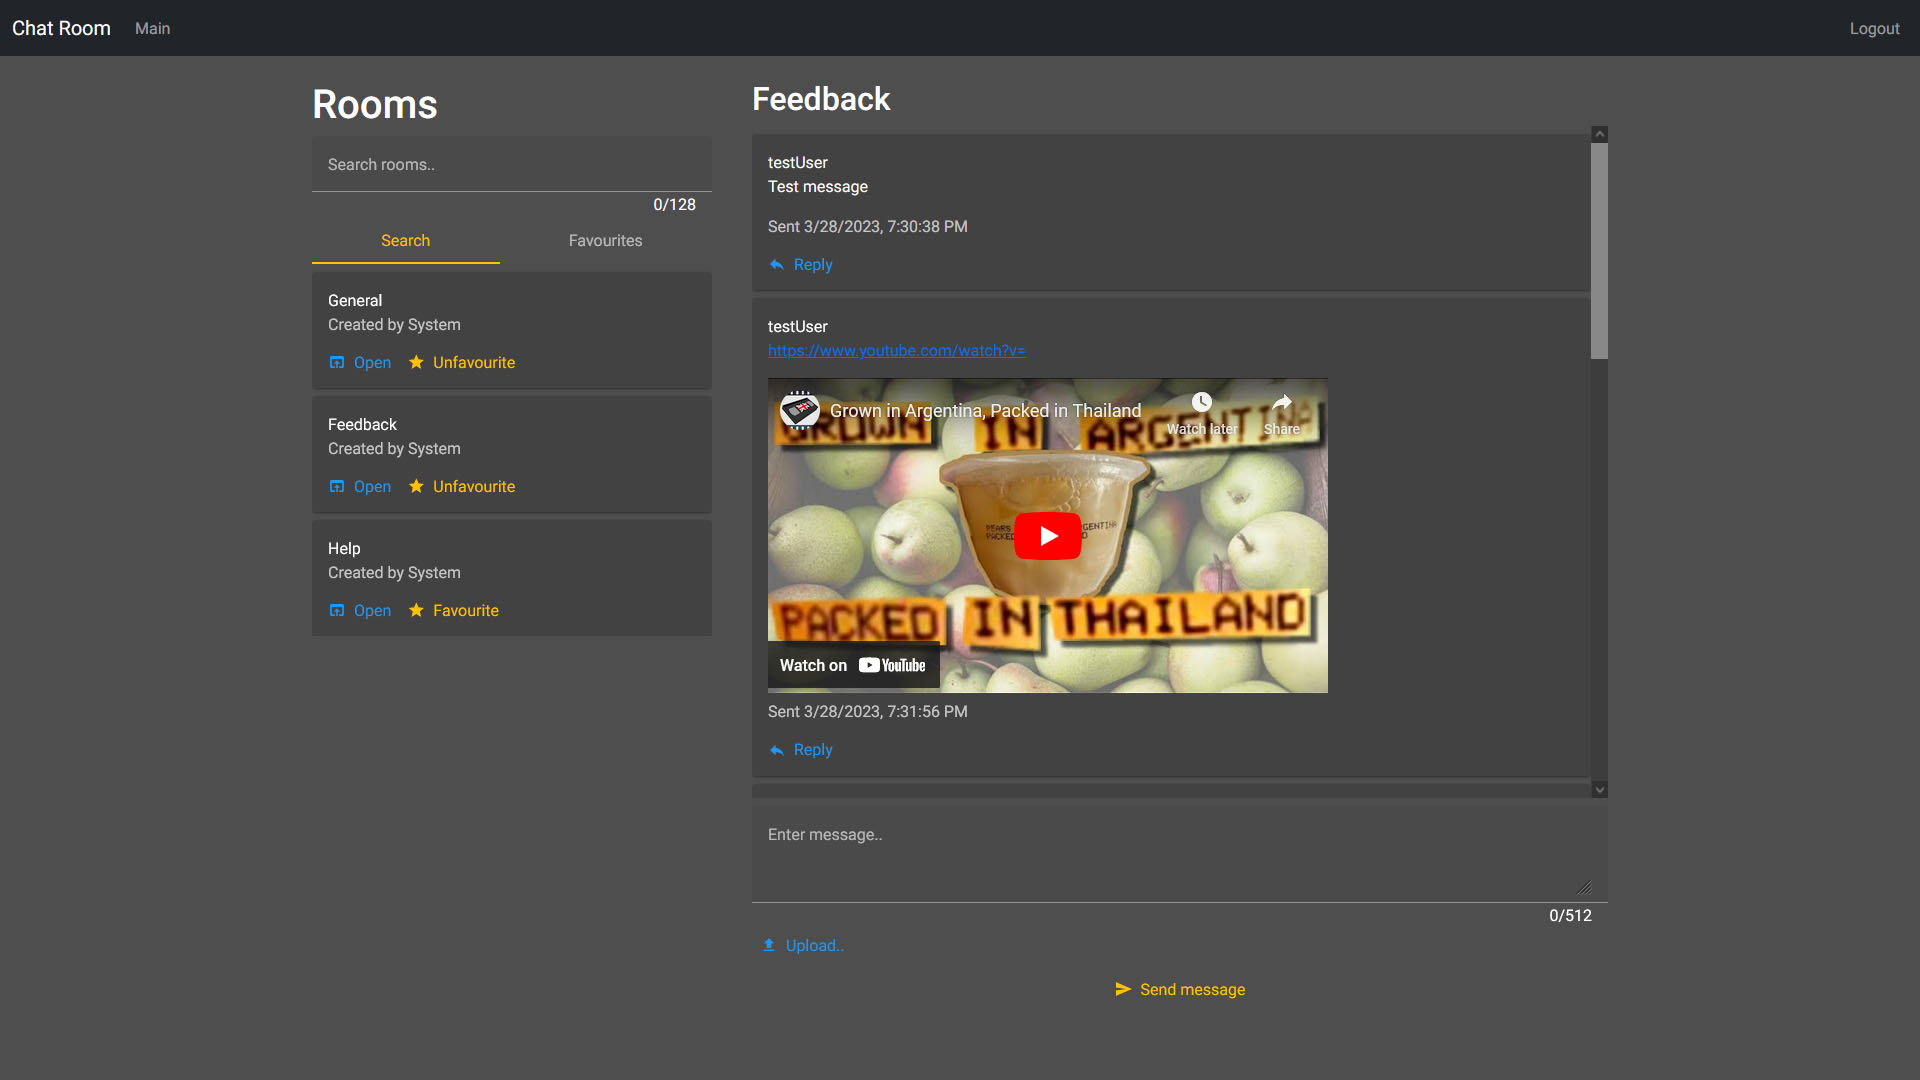 Chat Room
Main
Logout
Rooms
Search rooms..
0/128
Search
Favourites
General
Created by System
Open
Unfavourite
Feedback
Created by System
Open
Unfavourite
Help
Created by System
Open
Favourite
Feedback
testUser
Test message
Sent 3/28/2023, 7:30:38 PM
Reply
testUser
https://www.youtube.com/watch?v=
Grown in Argentina, Packed in Thailand
Watch later
Share
GROWN IN ARGENTINA
PACKED IN THAILAND
Watch on YouTube
Sent 3/28/2023, 7:31:56 PM
Reply
Enter message..
0/512
Upload..
Send message